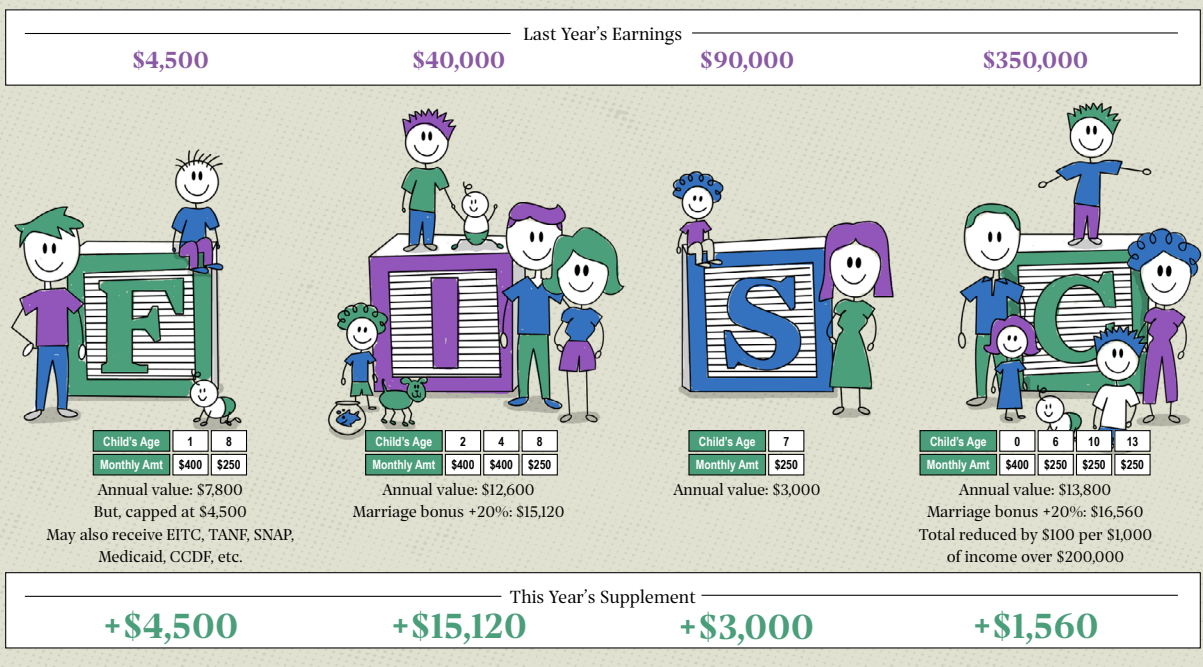 Last Year's Earnings
$4,500 $40,000 $90,000 $350,000
F I S C
Child's Age 1 8
Monthly Amt $400 $250
Annual value: $7,800
But, capped at $4,500
May also receive EITC, TANF, SNAP,
Medicaid, CCDF, etc.
Child's Age 2 4 8
Monthly Amt $400 $400 $250
Annual value: $12,600
Marriage bonus +20%: $15,120
Child's Age 7
Monthly Amt $250
Annual value: $3,000
Child's Age 0 6 10 13
Monthly Amt $400 $250 $250 $250
Annual value: $13,800
Marriage bonus +20%: $16,560
Total reduced by $100 per $1,000
of income over $200,000
This Year's Supplement
+$4,500 +$15,120 +$3,000 +$1,560